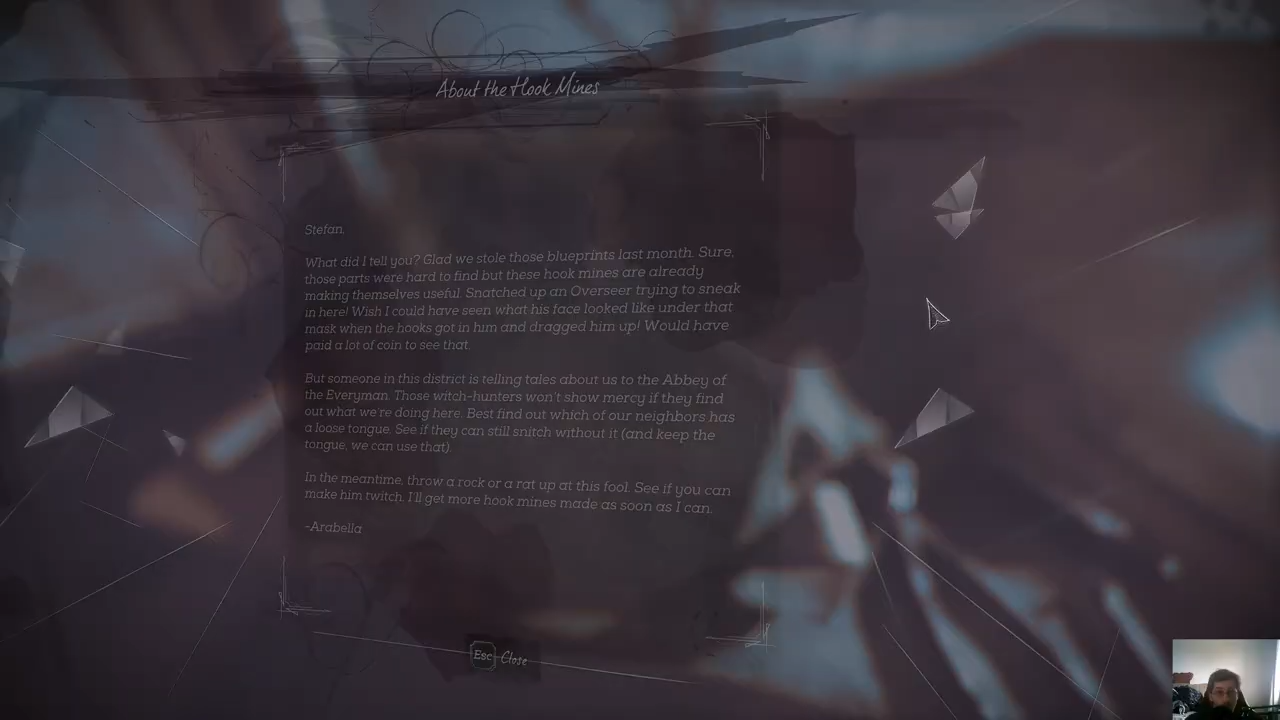 About the Hook Mines
Stefan,
What did I tell you? Glad we stole those blueprints last month. Sure,
those parts were hard to find but these hook mines are already
making themselves useful. Snatched up an Overseer trying to sneak
in here! Wish I could have seen what his face looked like under that
mask when the hooks got in him and dragged him up! Would have
paid a lot of coin to see that.
But someone in this district is telling tales about us to the Abbey of
the Everyman. Those witch-hunters won't show mercy if they find
out what we're doing here. Best find out which of our neighbors has
a loose tongue. See if they can still snitch without it (and keep the
tongue, we can use that).
In the meantime, throw a rock or a rat up at this fool. See if you can
make him twitch. I'll get more hook mines made as soon as I can.
-Arabella
Esc Close